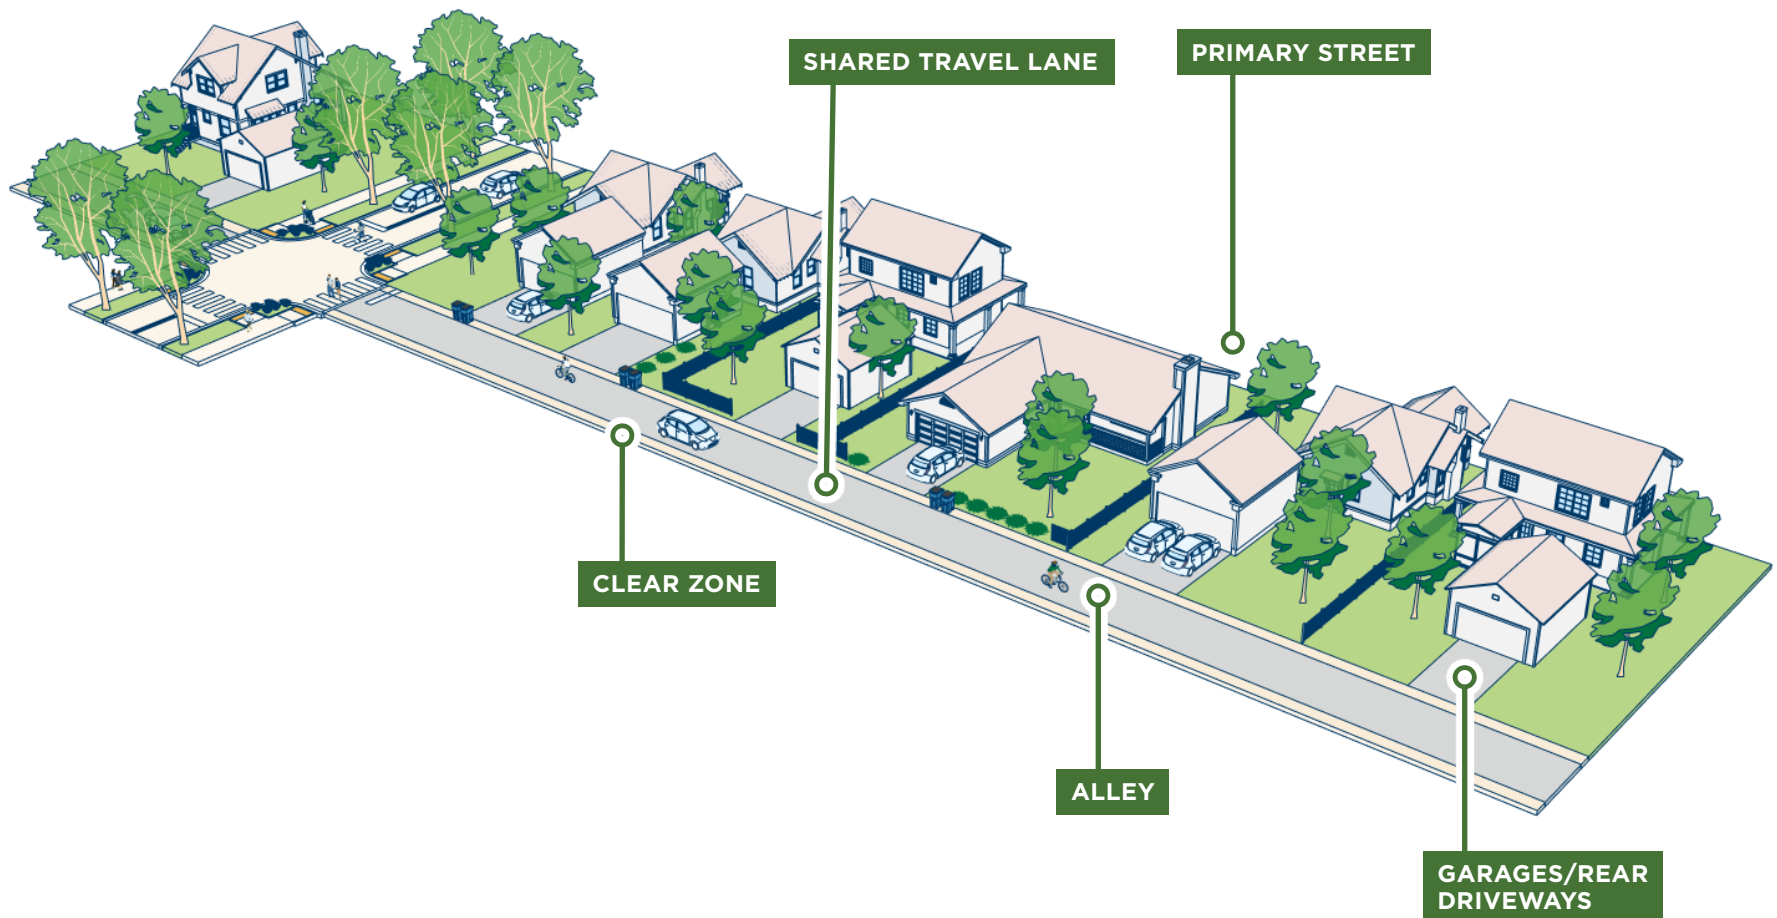 SHARED TRAVEL LANE
PRIMARY STREET
CLEAR ZONE
ALLEY
GARAGES/REAR
DRIVEWAYS